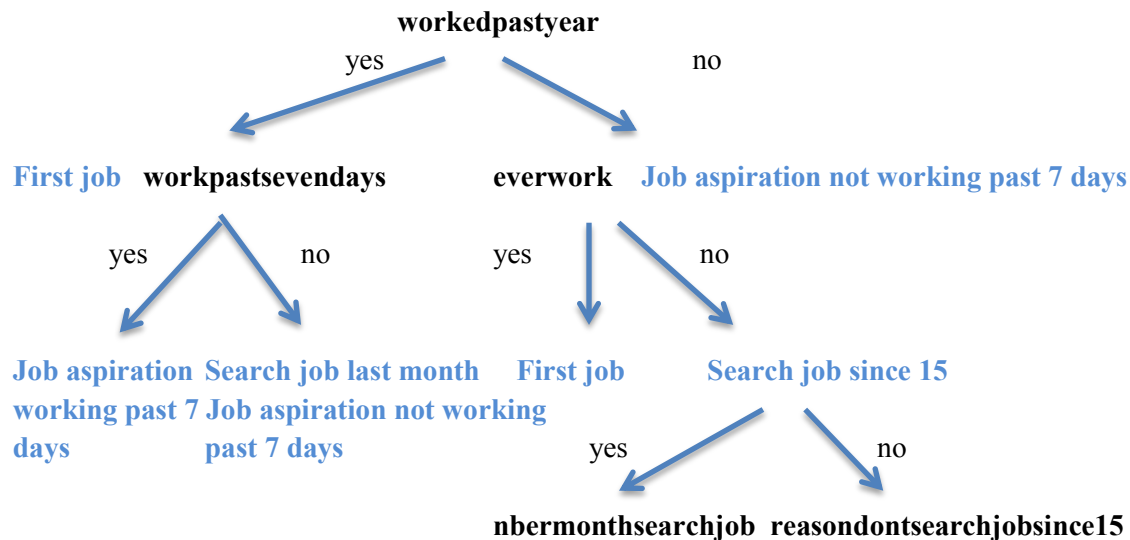 workedpastyear
yes no
First job workpastsevendays everwork Job aspiration not working past 7 days
yes no yes no
Job aspiration Search job last month First job Search job since 15
working past 7 Job aspiration not working
days past 7 days
yes no
nbermonthsearchjob reasondontsearchjobsince15